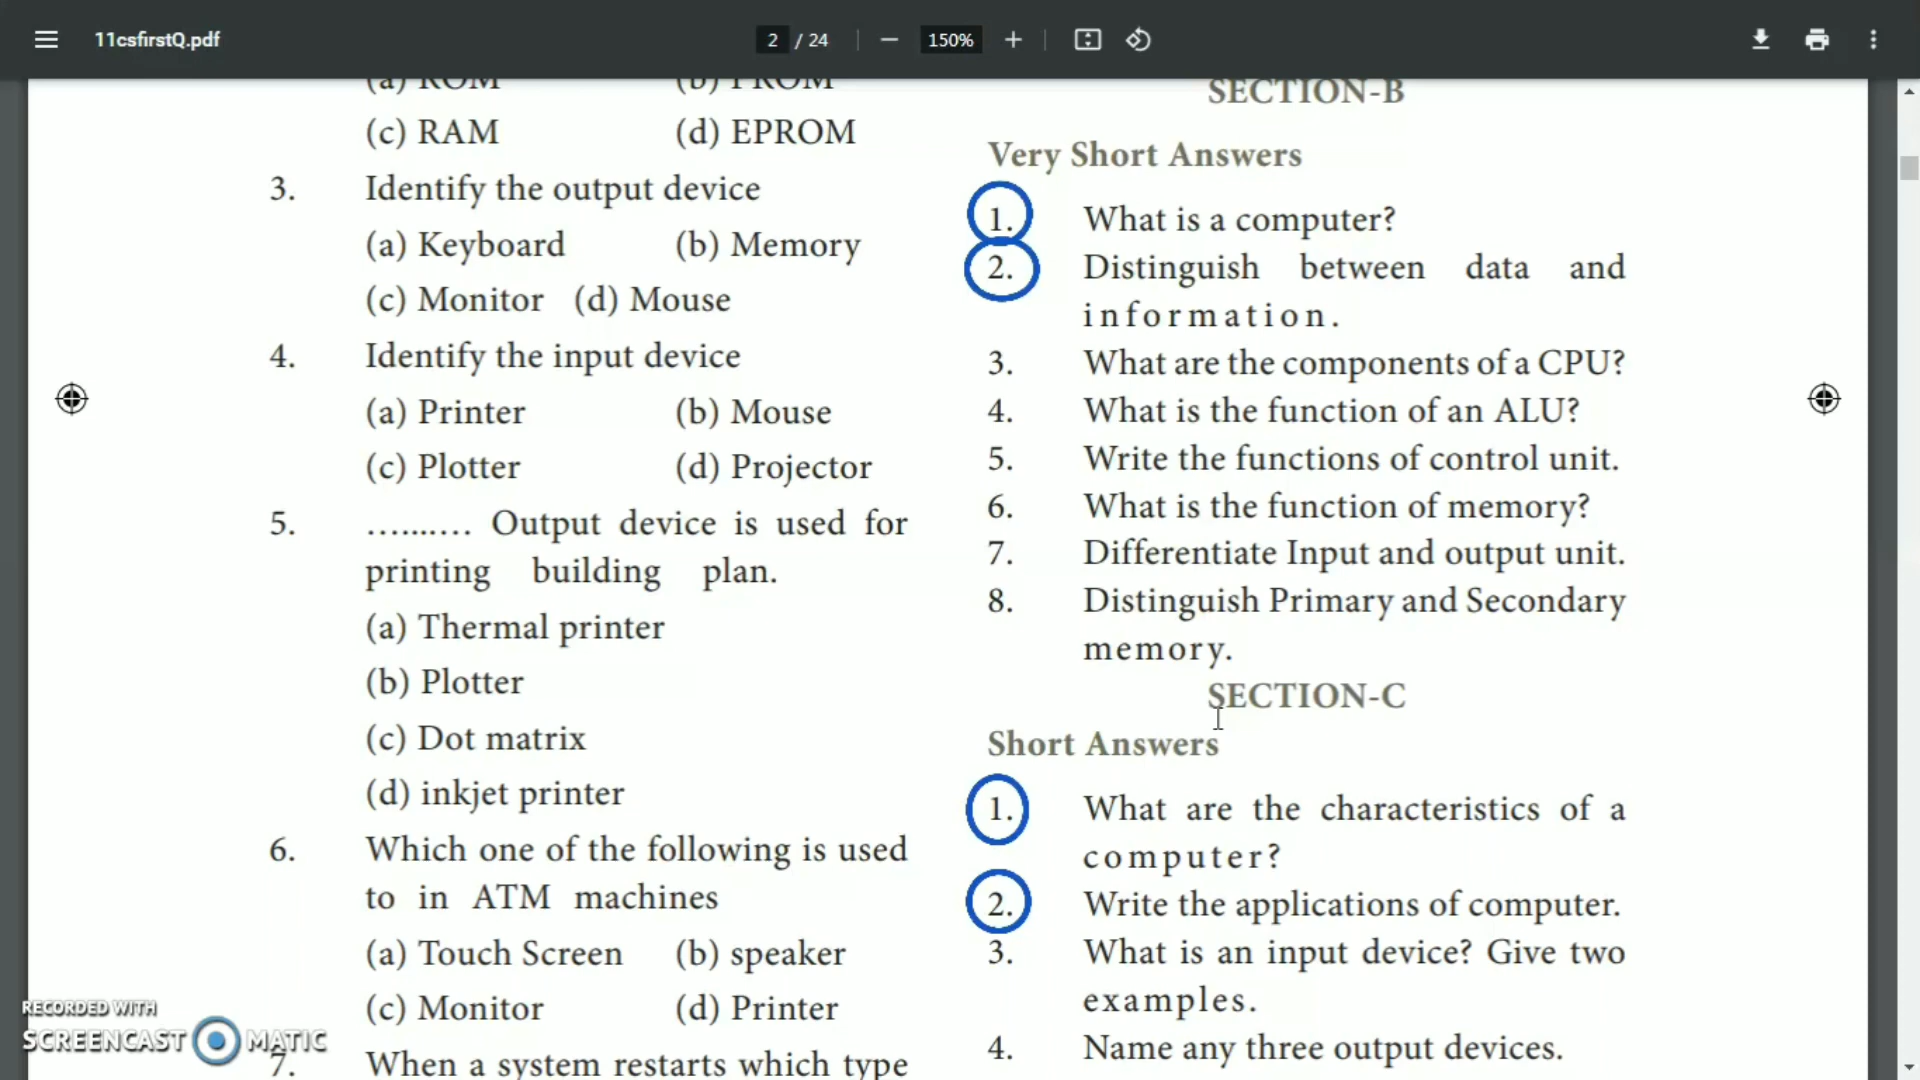 11csfirstQ.pdf
2 / 24
150%
(a) ROM (b) PROM
(c) RAM (d) EPROM
3. Identify the output device
(a) Keyboard (b) Memory
(c) Monitor (d) Mouse
4. Identify the input device
(a) Printer (b) Mouse
(c) Plotter (d) Projector
5. .......... Output device is used for
printing building plan.
(a) Thermal printer
(b) Plotter
(c) Dot matrix
(d) inkjet printer
6. Which one of the following is used
to in ATM machines
(a) Touch Screen (b) speaker
(c) Monitor (d) Printer
7. When a system restarts which type
SECTION-B
Very Short Answers
1. What is a computer?
2. Distinguish between data and
information.
3. What are the components of a CPU?
4. What is the function of an ALU?
5. Write the functions of control unit.
6. What is the function of memory?
7. Differentiate Input and output unit.
8. Distinguish Primary and Secondary
memory.
SECTION-C
Short Answers
1. What are the characteristics of a
computer?
2. Write the applications of computer.
3. What is an input device? Give two
examples.
4. Name any three output devices.
RECORDED WITH
SCREENCAST MATIC